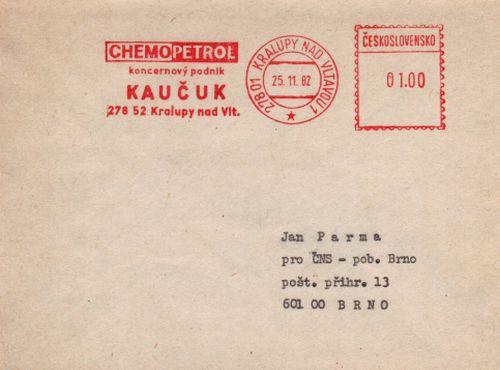 CHEMOPETROL
koncernový podnik
KAUČUK
278 52 Kralupy nad Vlt.
278 01 KRALUPY NAD VLTAVOU 1
25.11.82
ČESKOSLOVENSKO
01.00
Jan Parma
pro ČNS - pob. Brno
pošt. přihr. 13
601 00 BRNO